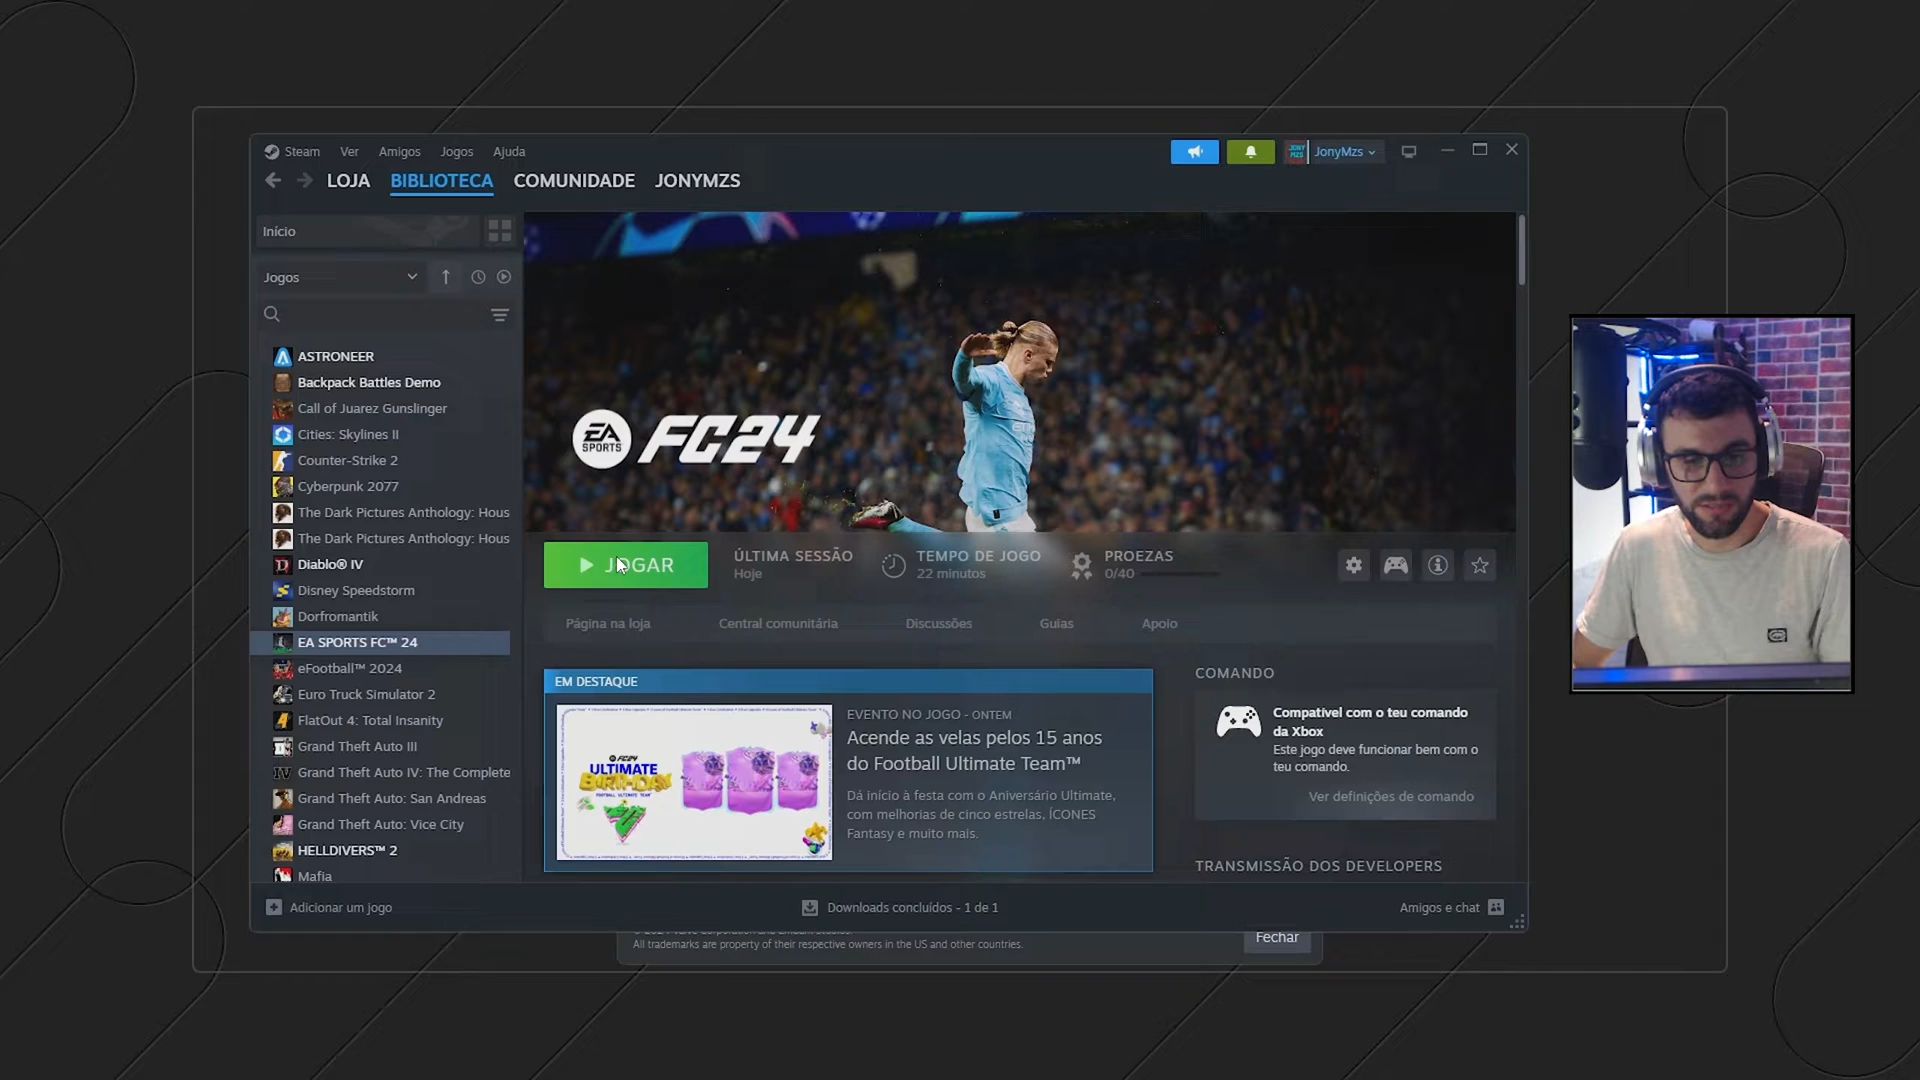 Steam Ver Amigos Jogos Ajuda
JonyMzs
LOJA BIBLIOTECA COMUNIDADE JONYMZS
Início
Jogos
ASTRONEER
Backpack Battles Demo
Call of Juarez Gunslinger
Cities: Skylines II
Counter-Strike 2
Cyberpunk 2077
The Dark Pictures Anthology: Hous
The Dark Pictures Anthology: Hous
Diablo® IV
Disney Speedstorm
Dorfromantik
EA SPORTS FC™ 24
eFootball™ 2024
Euro Truck Simulator 2
FlatOut 4: Total Insanity
Grand Theft Auto III
Grand Theft Auto IV: The Complete
Grand Theft Auto: San Andreas
Grand Theft Auto: Vice City
HELLDIVERS™ 2
Mafia
EA SPORTS FC24
JOGAR
ÚLTIMA SESSÃO
Hoje
TEMPO DE JOGO
22 minutos
PROEZAS
0/40
Página na loja Central comunitária Discussões Guias Apoio
EM DESTAQUE
FC24
ULTIMATE
BIRTHDAY
FOOTBALL ULTIMATE TEAM
EVENTO NO JOGO - ONTEM
Acende as velas pelos 15 anos
do Football Ultimate Team™
Dá início à festa com o Aniversário Ultimate,
com melhorias de cinco estrelas, ÍCONES
Fantasy e muito mais.
COMANDO
Compatível com o teu comando
da Xbox
Este jogo deve funcionar bem com o
teu comando.
Ver definições de comando
TRANSMISSÃO DOS DEVELOPERS
Adicionar um jogo
Downloads concluídos - 1 de 1
Amigos e chat
All trademarks are property of their respective owners in the US and other countries.
Fechar